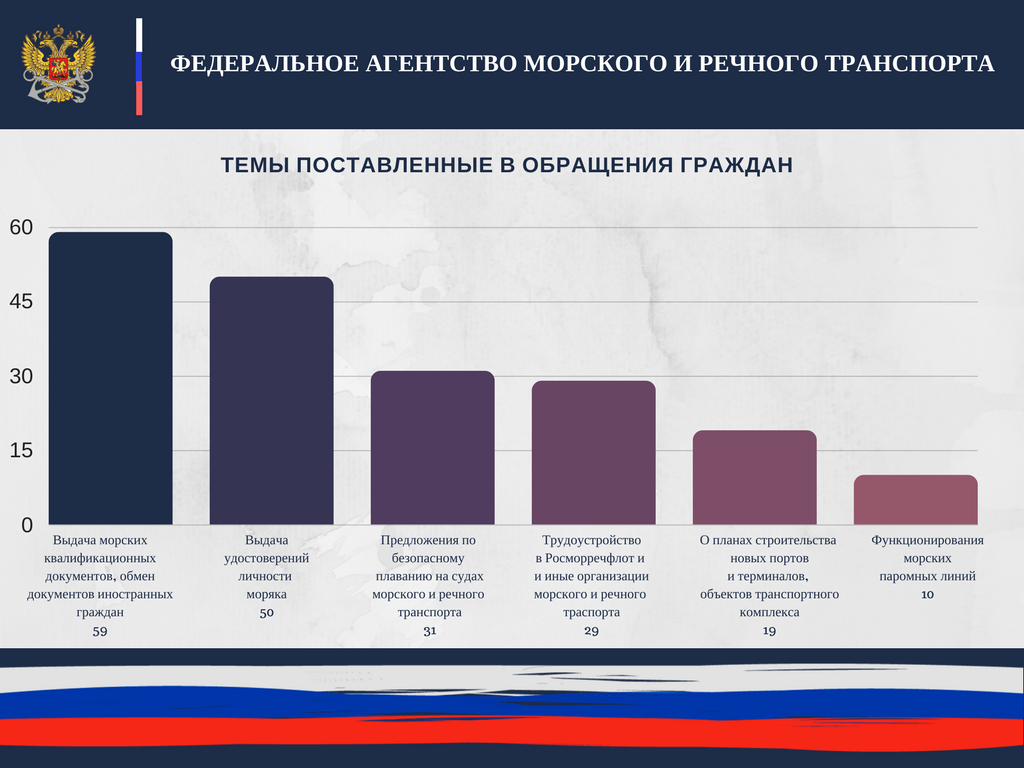 ФЕДЕРАЛЬНОЕ АГЕНТСТВО МОРСКОГО И РЕЧНОГО ТРАНСПОРТА
ТЕМЫ ПОСТАВЛЕННЫЕ В ОБРАЩЕНИЯ ГРАЖДАН
60
45
30
15
0
Выдача морских
квалификационных
документов, обмен
документов иностранных
граждан
59
Выдача
удостоверений
личности
моряка
50
Предложения по
безопасному
плаванию на судах
морского и речного
транспорта
31
Трудоустройство
в Росморречфлот и
и иные организации
морского и речного
траспорта
29
О планах строительства
новых портов
и терминалов,
объектов транспортного
комплекса
19
Функционирования
морских
паромных линий
10